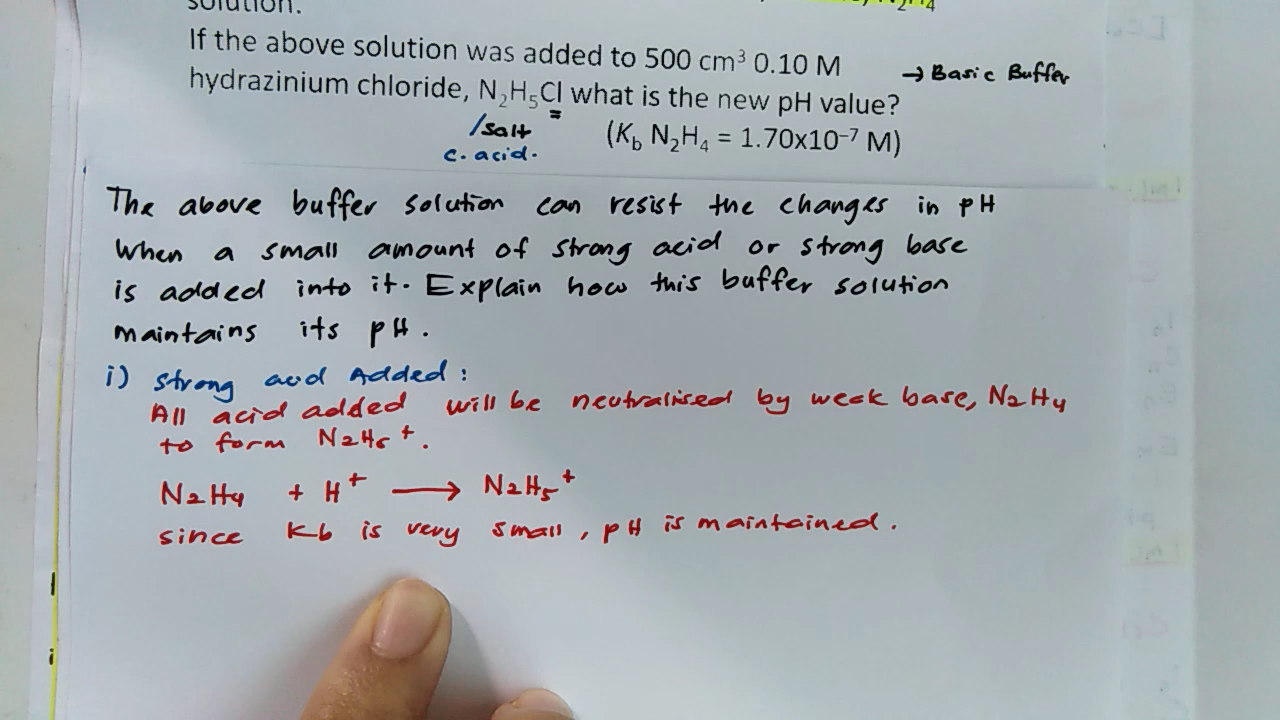 solution.
If the above solution was added to 500 cm³ 0.10 M
hydrazinium chloride, N₂H₅Cl what is the new pH value?
→ Basic Buffer
/salt
c. acid.
(K_b N₂H₄ = 1.70x10⁻⁷ M)
The above buffer solution can resist the changes in pH
when a small amount of strong acid or strong base
is added into it. Explain how this buffer solution
maintains its pH.
i) strong acid Added:
All acid added will be neutralised by weak base, N2H4
to form N2H5⁺.
N2H4 + H⁺ ⟶ N2H5⁺
since Kb is very small, pH is maintained.